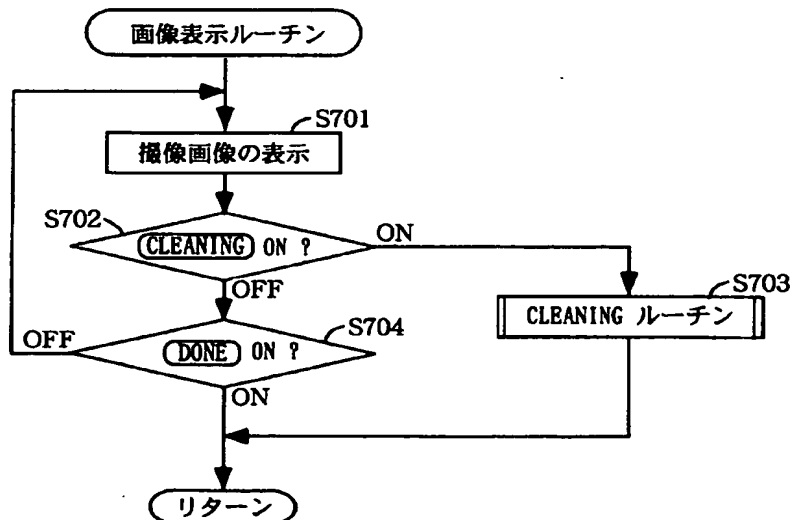 画像表示ルーチン
S701
撮像画像の表示
S702
CLEANING ON ?
ON
OFF
S703
CLEANING ルーチン
S704
DONE ON ?
OFF
ON
リターン